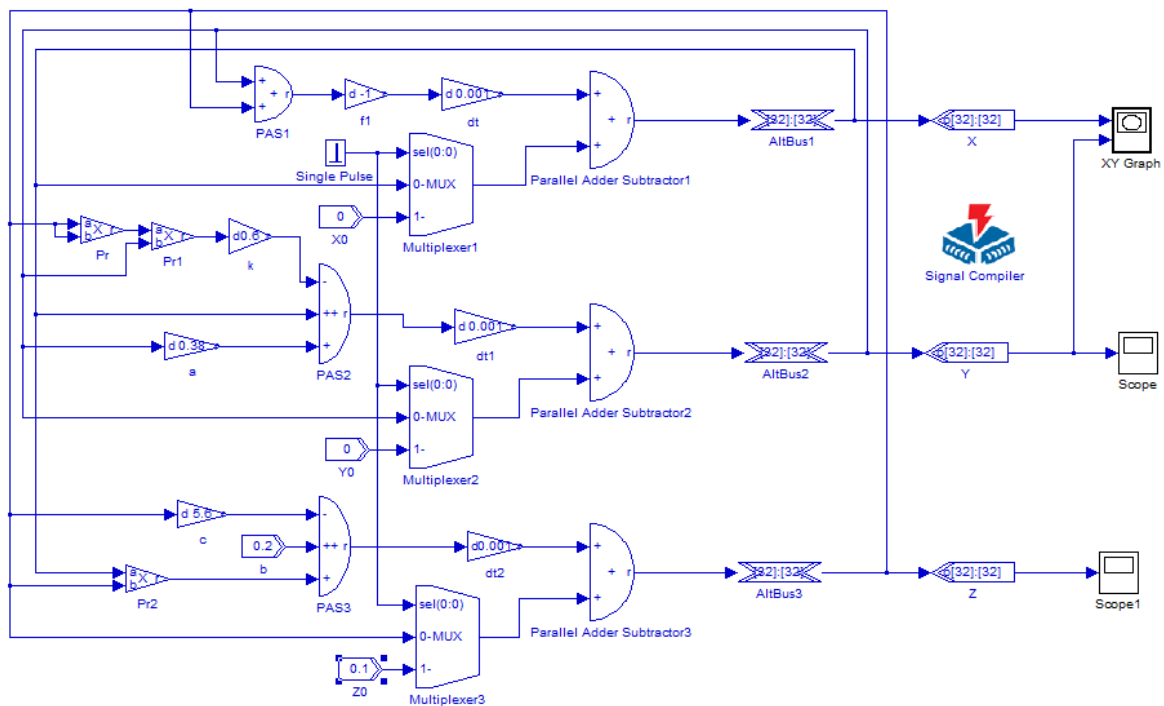 +
+ r
+
PAS1
d -1
f1
d 0.001
dt
+
+ r
+
Parallel Adder Subtractor1
[32]:[32]
AltBus1
o[32]:[32]
X
XY Graph
Single Pulse
sel(0:0)
0-MUX
1-
Multiplexer1
0
X0
a
b
X r
Pr
a
b
X r
Pr1
d0.6
k
-
++ r
+
PAS2
d 0.38
a
d 0.001
dt1
+
+ r
+
Parallel Adder Subtractor2
[32]:[32]
AltBus2
o[32]:[32]
Y
Signal Compiler
Scope
sel(0:0)
0-MUX
1-
Multiplexer2
0
Y0
d 5.6
c
0.2
b
-
++ r
+
PAS3
a
b
X r
Pr2
d0.001
dt2
+
+ r
+
Parallel Adder Subtractor3
[32]:[32]
AltBus3
o[32]:[32]
Z
Scope1
sel(0:0)
0-MUX
1-
Multiplexer3
0.1
Z0